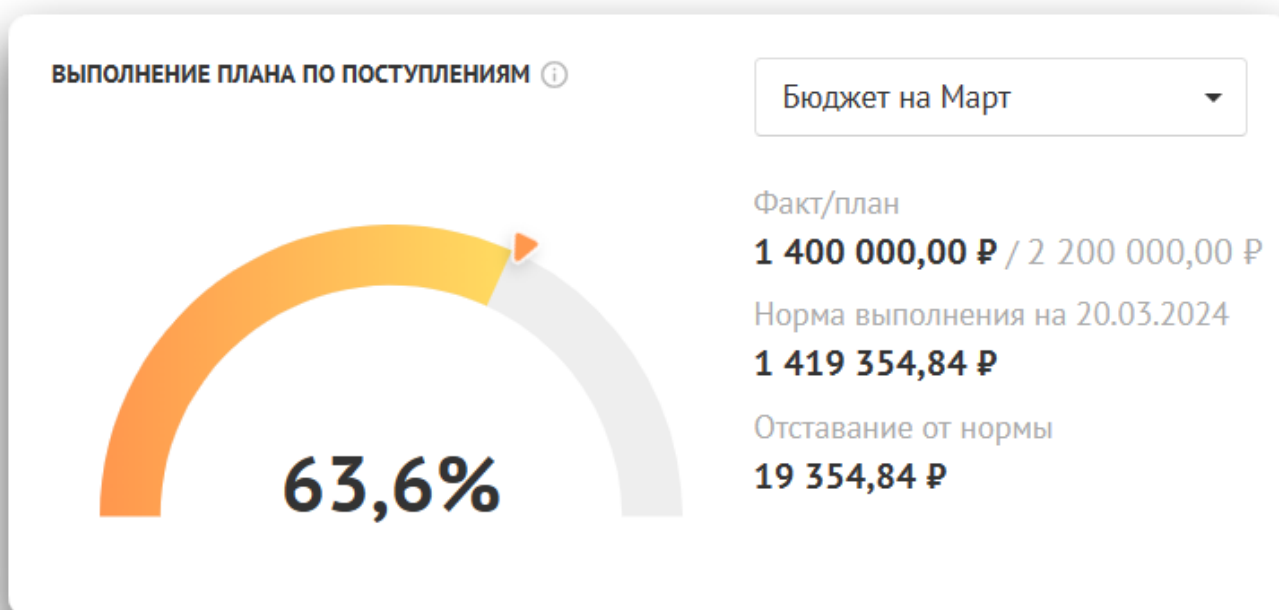 ВЫПОЛНЕНИЕ ПЛАНА ПО ПОСТУПЛЕНИЯМ
63,6%
Бюджет на Март
Факт/план
1 400 000,00 ₽ / 2 200 000,00 ₽
Норма выполнения на 20.03.2024
1 419 354,84 ₽
Отставание от нормы
19 354,84 ₽